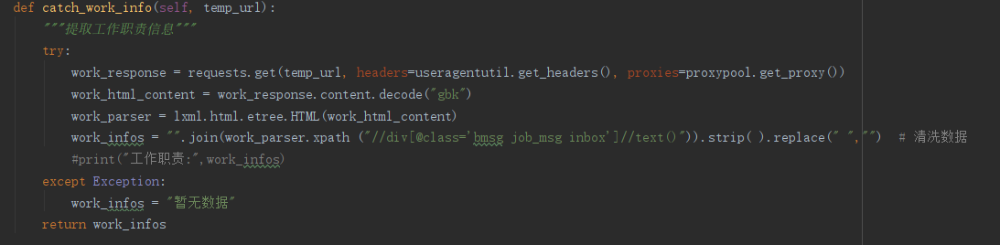 def catch_work_info(self, temp_url):
    """提取工作职责信息"""
    try:
        work_response = requests.get(temp_url, headers=useragentutil.get_headers(), proxies=proxypool.get_proxy())
        work_html_content = work_response.content.decode("gbk")
        work_parser = lxml.html.etree.HTML(work_html_content)
        work_infos = "".join(work_parser.xpath ("//div[@class='bmsg job_msg inbox']//text()")).strip( ).replace(" ","")  # 清洗数据
        #print("工作职责:",work_infos)
    except Exception:
        work_infos = "暂无数据"
    return work_infos